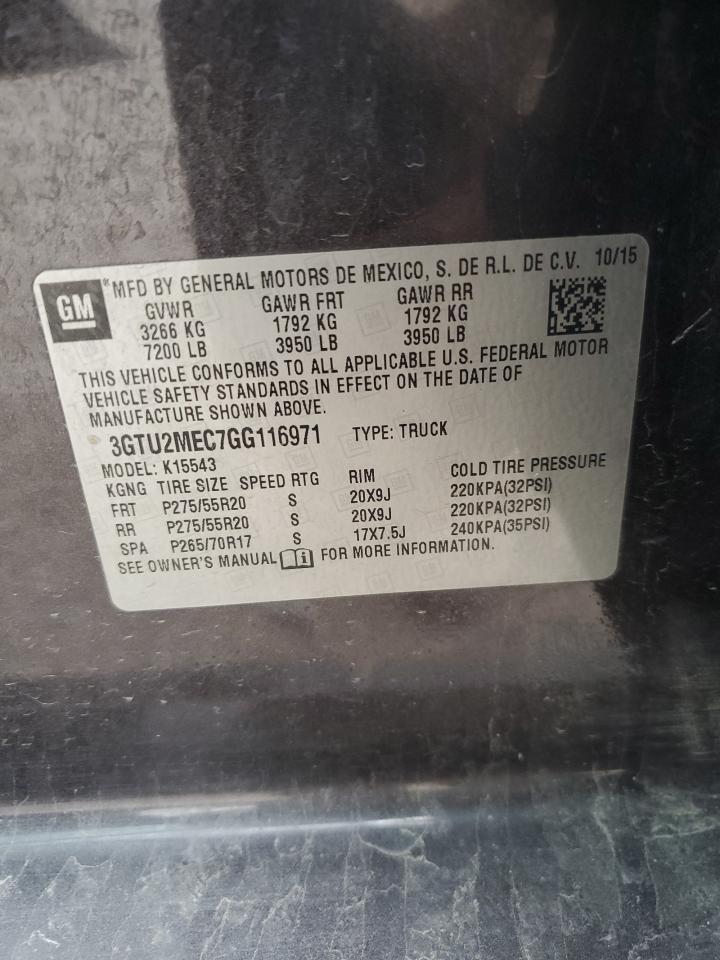 GM
*MFD BY GENERAL MOTORS DE MEXICO, S. DE R.L. DE C.V. 10/15
GVWR GAWR FRT GAWR RR
3266 KG 1792 KG 1792 KG
7200 LB 3950 LB 3950 LB
THIS VEHICLE CONFORMS TO ALL APPLICABLE U.S. FEDERAL MOTOR
VEHICLE SAFETY STANDARDS IN EFFECT ON THE DATE OF
MANUFACTURE SHOWN ABOVE.
3GTU2MEC7GG116971 TYPE: TRUCK
MODEL: K15543
KGNG TIRE SIZE SPEED RTG RIM COLD TIRE PRESSURE
FRT P275/55R20 S 20X9J 220KPA(32PSI)
RR P275/55R20 S 20X9J 220KPA(32PSI)
SPA P265/70R17 S 17X7.5J 240KPA(35PSI)
SEE OWNER'S MANUAL FOR MORE INFORMATION.